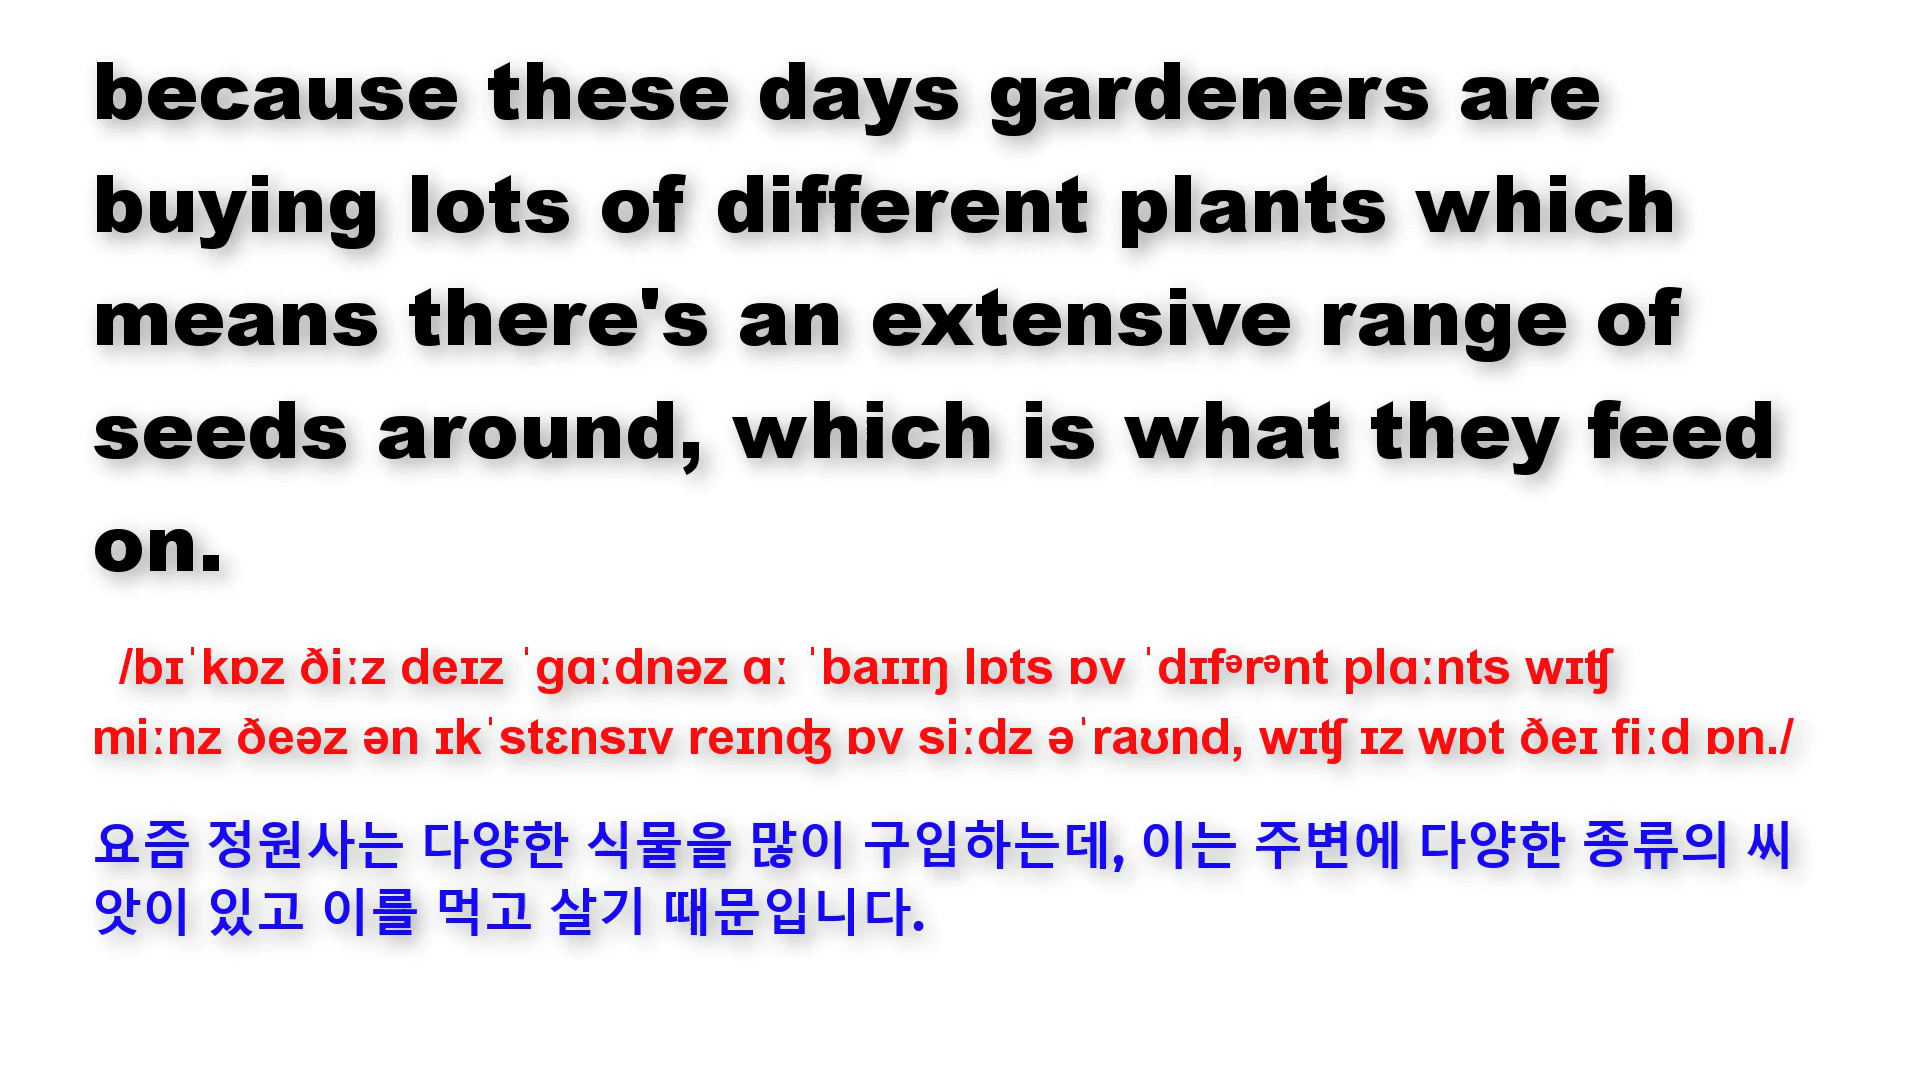 because these days gardeners are
buying lots of different plants which
means there's an extensive range of
seeds around, which is what they feed
on.
/bɪˈkɒz ðiːz deɪz ˈɡɑːdnəz ɑː ˈbaɪɪŋ lɒts ɒv ˈdɪfᵊrᵊnt plɑːnts wɪʧ
miːnz ðeəz ən ɪkˈstɛnsɪv reɪnʤ ɒv siːdz əˈraʊnd, wɪʧ ɪz wɒt ðeɪ fiːd ɒn./
요즘 정원사는 다양한 식물을 많이 구입하는데, 이는 주변에 다양한 종류의 씨
앗이 있고 이를 먹고 살기 때문입니다.